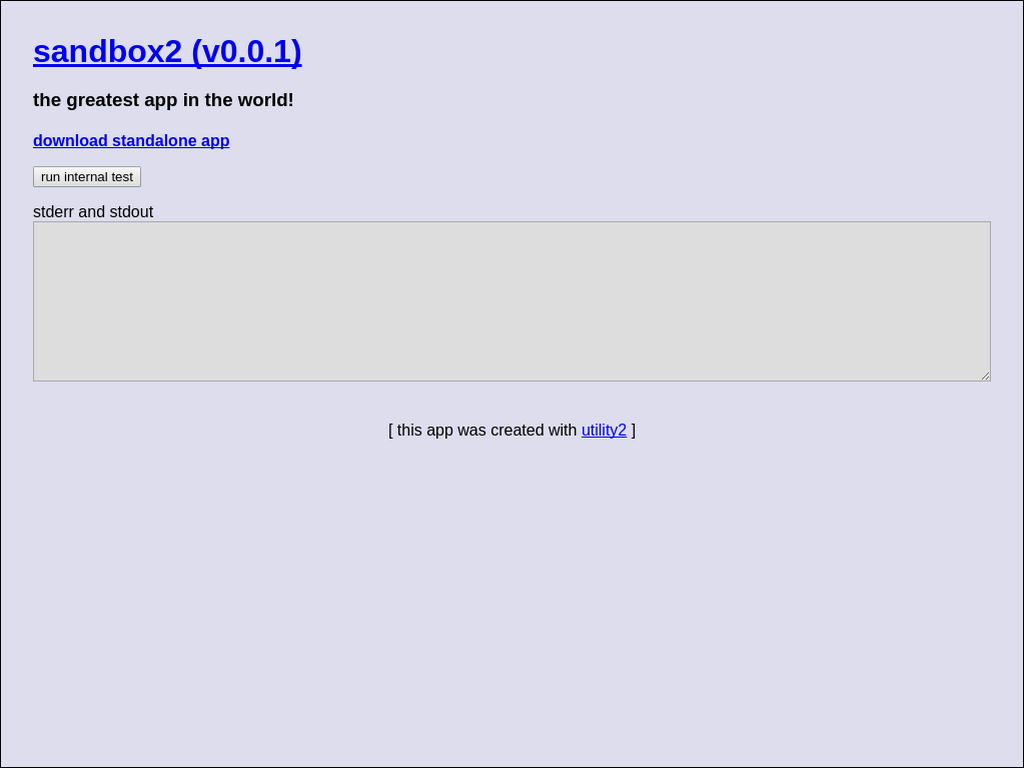 sandbox2 (v0.0.1)
the greatest app in the world!
download standalone app
run internal test
stderr and stdout
[ this app was created with utility2 ]